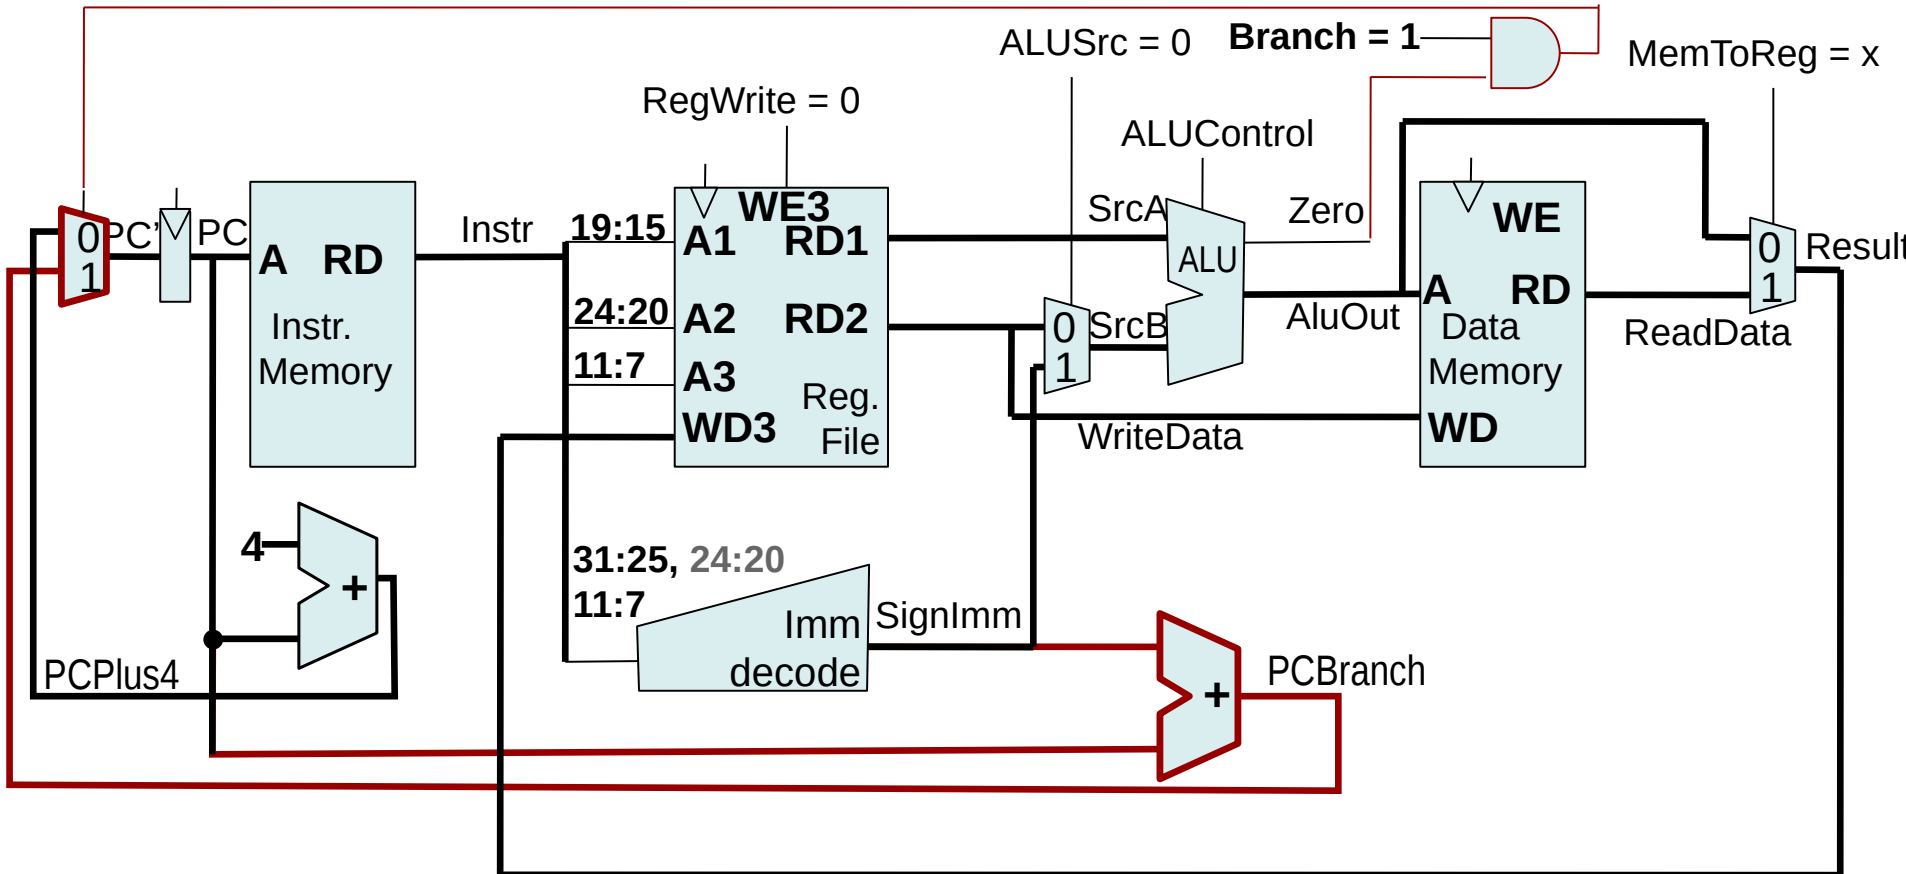 ALUSrc = 0
Branch = 1
MemToReg = x
RegWrite = 0
ALUControl
0
1
PC'
PC
A RD
Instr.
Memory
Instr
19:15
24:20
11:7
WE3
A1 RD1
A2 RD2
A3
WD3
Reg.
File
0
1
SrcA
SrcB
ALU
Zero
AluOut
WriteData
WE
A RD
Data
Memory
WD
ReadData
0
1
Result
4
+
PCPlus4
31:25, 24:20
11:7
Imm
decode
SignImm
+
PCBranch